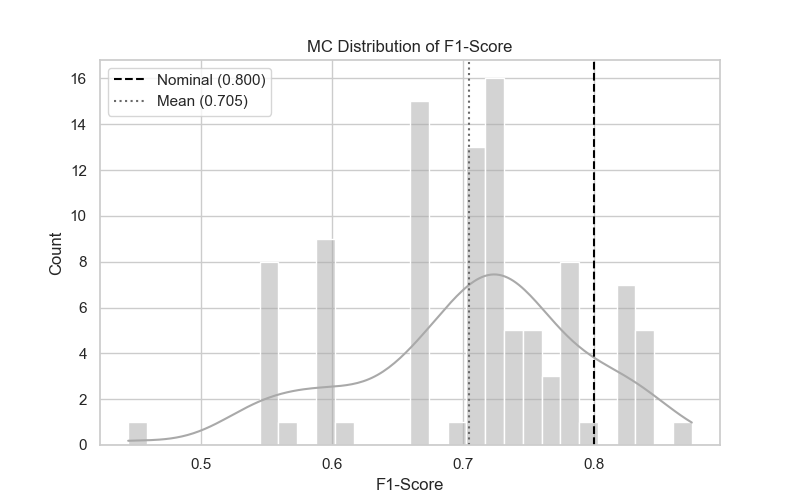 MC Distribution of F1-Score
Nominal (0.800)
Mean (0.705)
16
14
12
10
8
6
4
2
0
Count
0.5 0.6 0.7 0.8
F1-Score